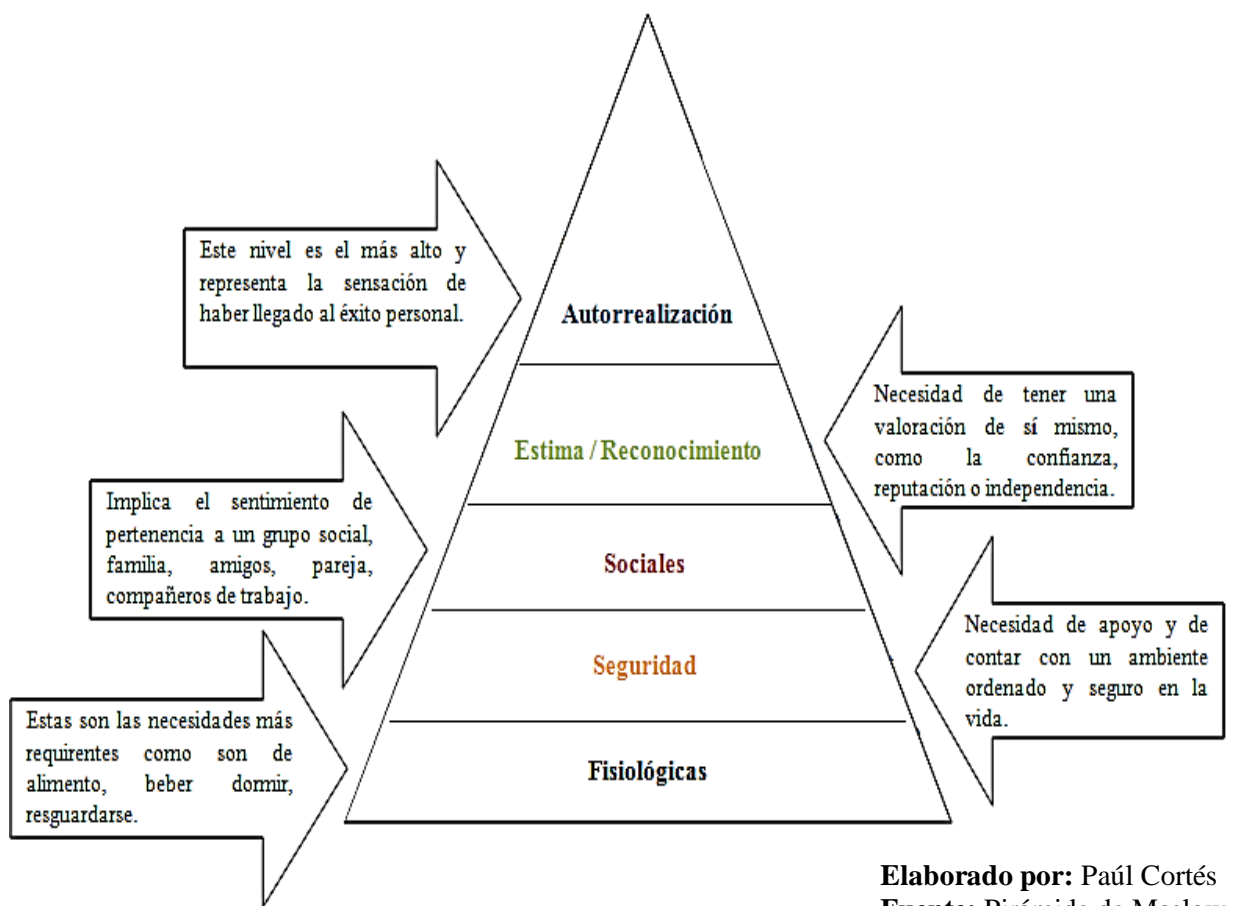 Este nivel es el más alto y
representa la sensación de
haber llegado al éxito personal.
Autorrealización
Necesidad de tener una
valoración de sí mismo,
como la confianza,
reputación o independencia.
Estima / Reconocimiento
Implica el sentimiento de
pertenencia a un grupo social,
familia, amigos, pareja,
compañeros de trabajo.
Sociales
Necesidad de apoyo y de
contar con un ambiente
ordenado y seguro en la
vida.
Seguridad
Estas son las necesidades más
requirentes como son de
alimento, beber dormir,
resguardarse.
Fisiológicas
Elaborado por: Paúl Cortés
Fuente: Pirámide de Maslow